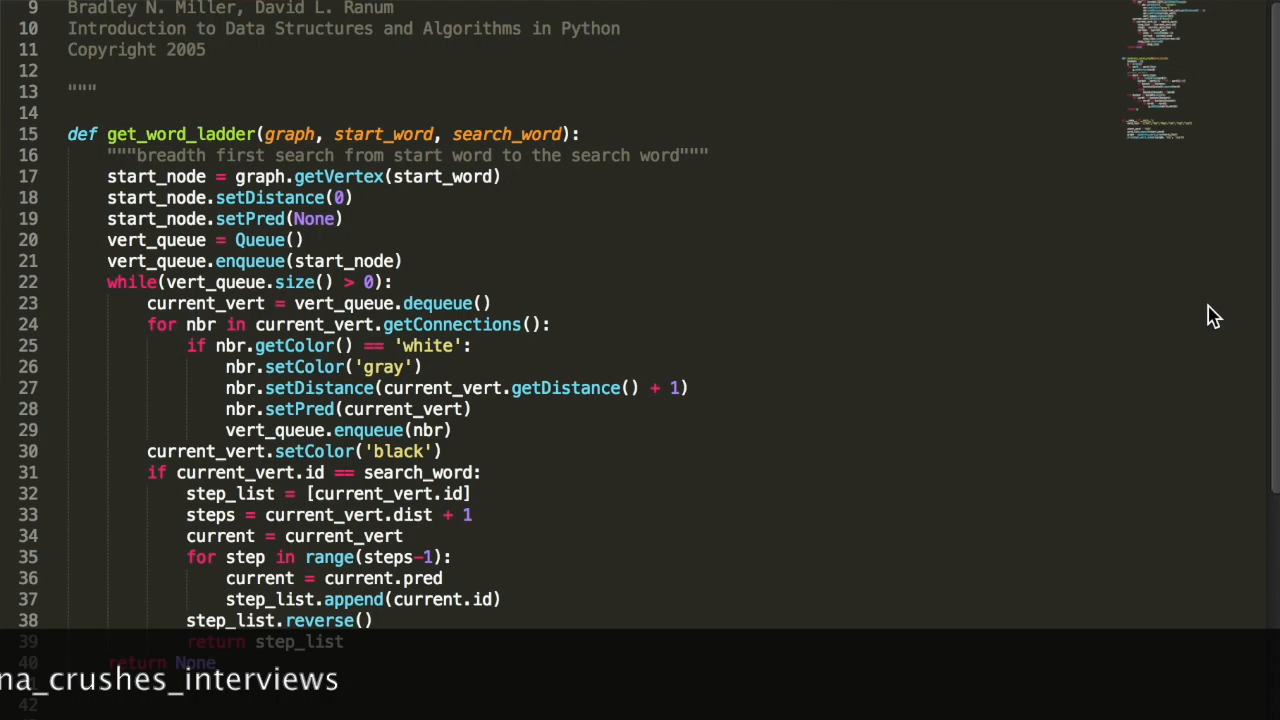 9 Bradley N. Miller, David L. Ranum
10 Introduction to Data Structures and Algorithms in Python
11 Copyright 2005
12
13 """
14
15 def get_word_ladder(graph, start_word, search_word):
16     """breadth first search from start word to the search word"""
17     start_node = graph.getVertex(start_word)
18     start_node.setDistance(0)
19     start_node.setPred(None)
20     vert_queue = Queue()
21     vert_queue.enqueue(start_node)
22     while(vert_queue.size() > 0):
23         current_vert = vert_queue.dequeue()
24         for nbr in current_vert.getConnections():
25             if nbr.getColor() == 'white':
26                 nbr.setColor('gray')
27                 nbr.setDistance(current_vert.getDistance() + 1)
28                 nbr.setPred(current_vert)
29                 vert_queue.enqueue(nbr)
30         current_vert.setColor('black')
31         if current_vert.id == search_word:
32             step_list = [current_vert.id]
33             steps = current_vert.dist + 1
34             current = current_vert
35             for step in range(steps-1):
36                 current = current.pred
37                 step_list.append(current.id)
38             step_list.reverse()
39             return step_list
40     return None
na_crushes_interviews
42